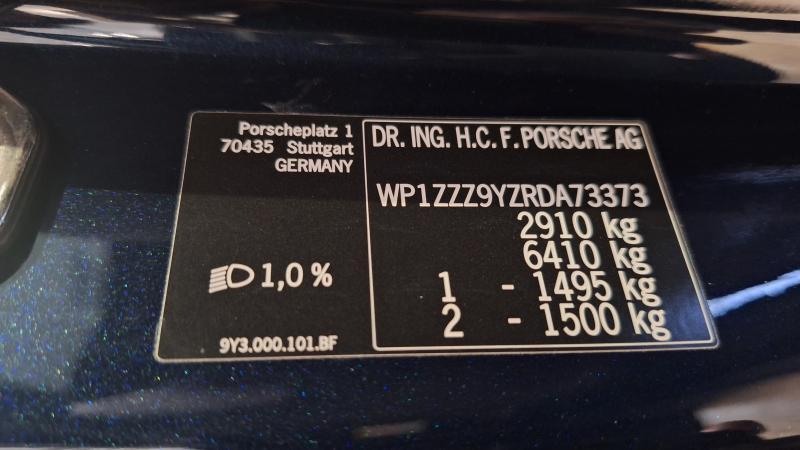 Porscheplatz 1
70435 Stuttgart
GERMANY
1,0 %
9Y3.000.101.BF
DR. ING. H.C. F. PORSCHE AG
WP1ZZZ9YZRDA73373
2910 kg
6410 kg
1 - 1495 kg
2 - 1500 kg